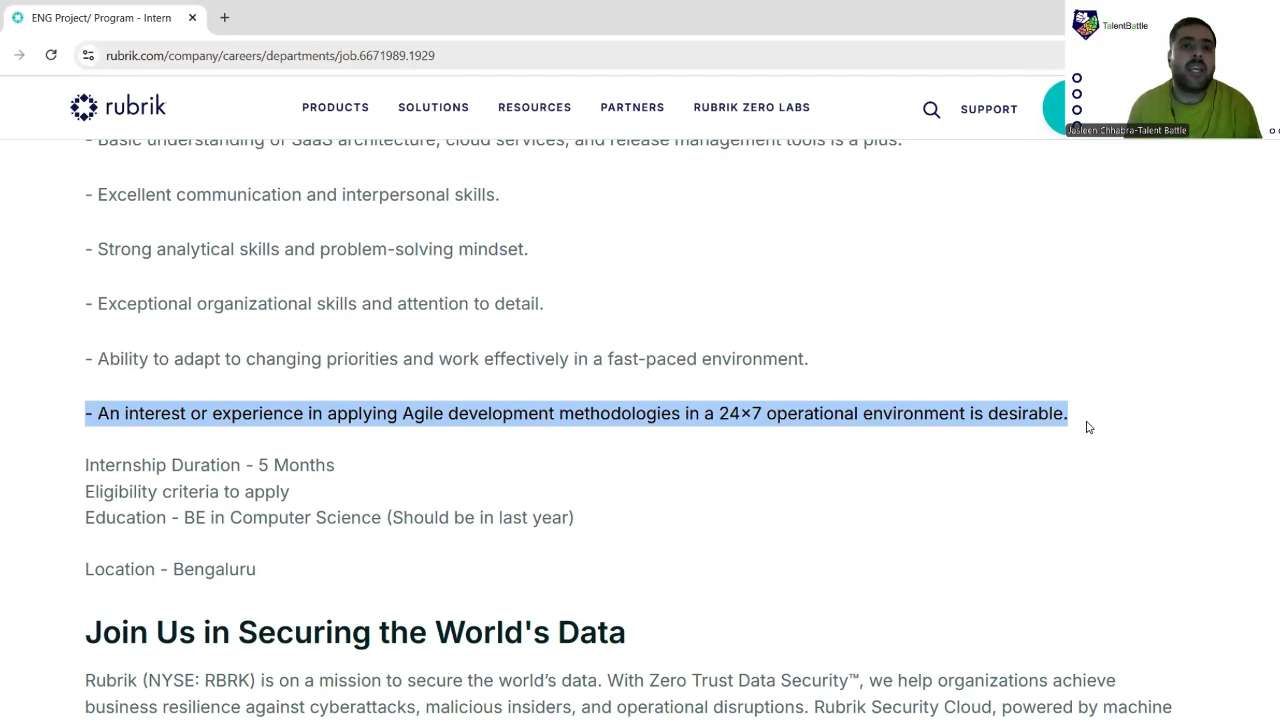 ENG Project/ Program - Intern
rubrik.com/company/careers/departments/job.6671989.1929
TalentBattle
rubrik
PRODUCTS
SOLUTIONS
RESOURCES
PARTNERS
RUBRIK ZERO LABS
SUPPORT
Jasleen Chhabra-Talent Battle
- Basic understanding of SaaS architecture, cloud services, and release management tools is a plus.
- Excellent communication and interpersonal skills.
- Strong analytical skills and problem-solving mindset.
- Exceptional organizational skills and attention to detail.
- Ability to adapt to changing priorities and work effectively in a fast-paced environment.
- An interest or experience in applying Agile development methodologies in a 24×7 operational environment is desirable.
Internship Duration - 5 Months
Eligibility criteria to apply
Education - BE in Computer Science (Should be in last year)
Location - Bengaluru
Join Us in Securing the World's Data
Rubrik (NYSE: RBRK) is on a mission to secure the world’s data. With Zero Trust Data Security™, we help organizations achieve
business resilience against cyberattacks, malicious insiders, and operational disruptions. Rubrik Security Cloud, powered by machine